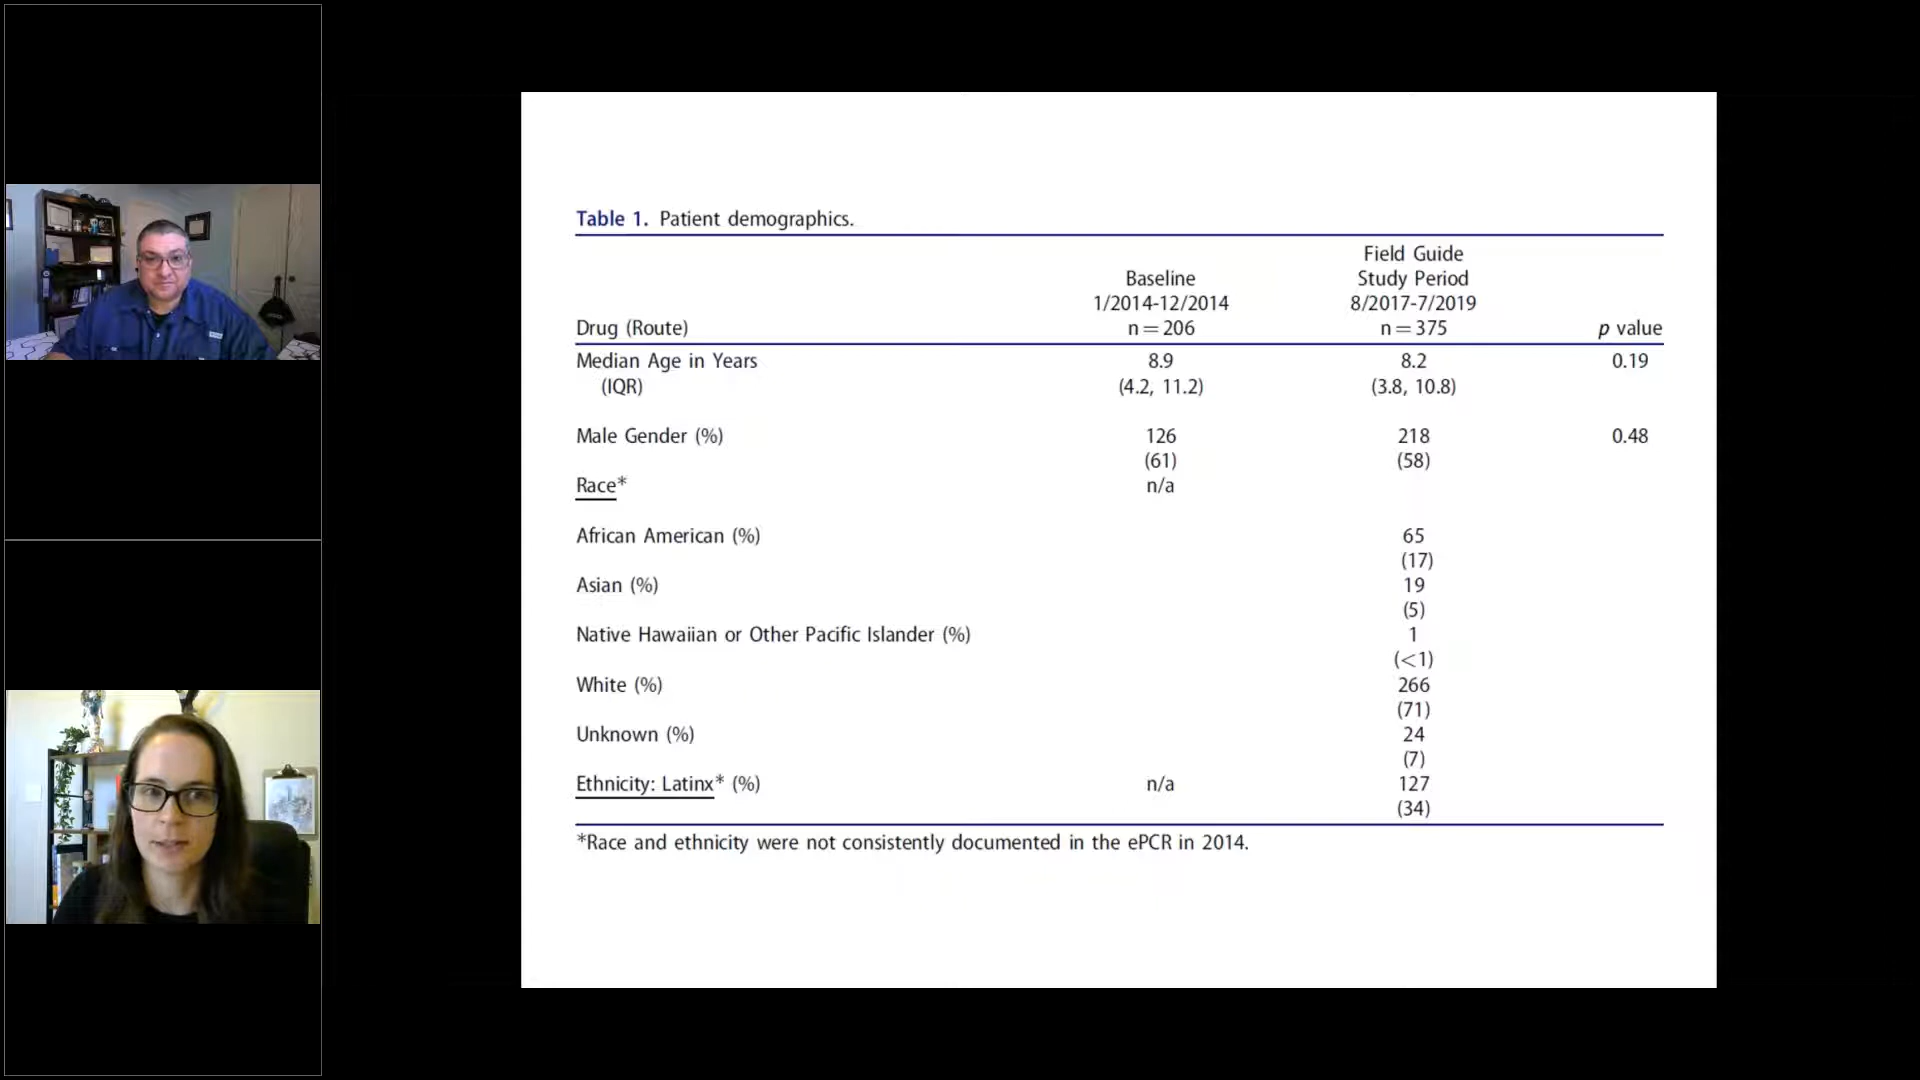 Table 1. Patient demographics.
Drug (Route)
Baseline
1/2014-12/2014
n = 206
Field Guide
Study Period
8/2017-7/2019
n = 375
p value
Median Age in Years 8.9 8.2 0.19
(IQR) (4.2, 11.2) (3.8, 10.8)
Male Gender (%) 126 218 0.48
(61) (58)
Race* n/a
African American (%) 65
(17)
Asian (%) 19
(5)
Native Hawaiian or Other Pacific Islander (%) 1
(<1)
White (%) 266
(71)
Unknown (%) 24
(7)
Ethnicity: Latinx* (%) n/a 127
(34)
*Race and ethnicity were not consistently documented in the ePCR in 2014.